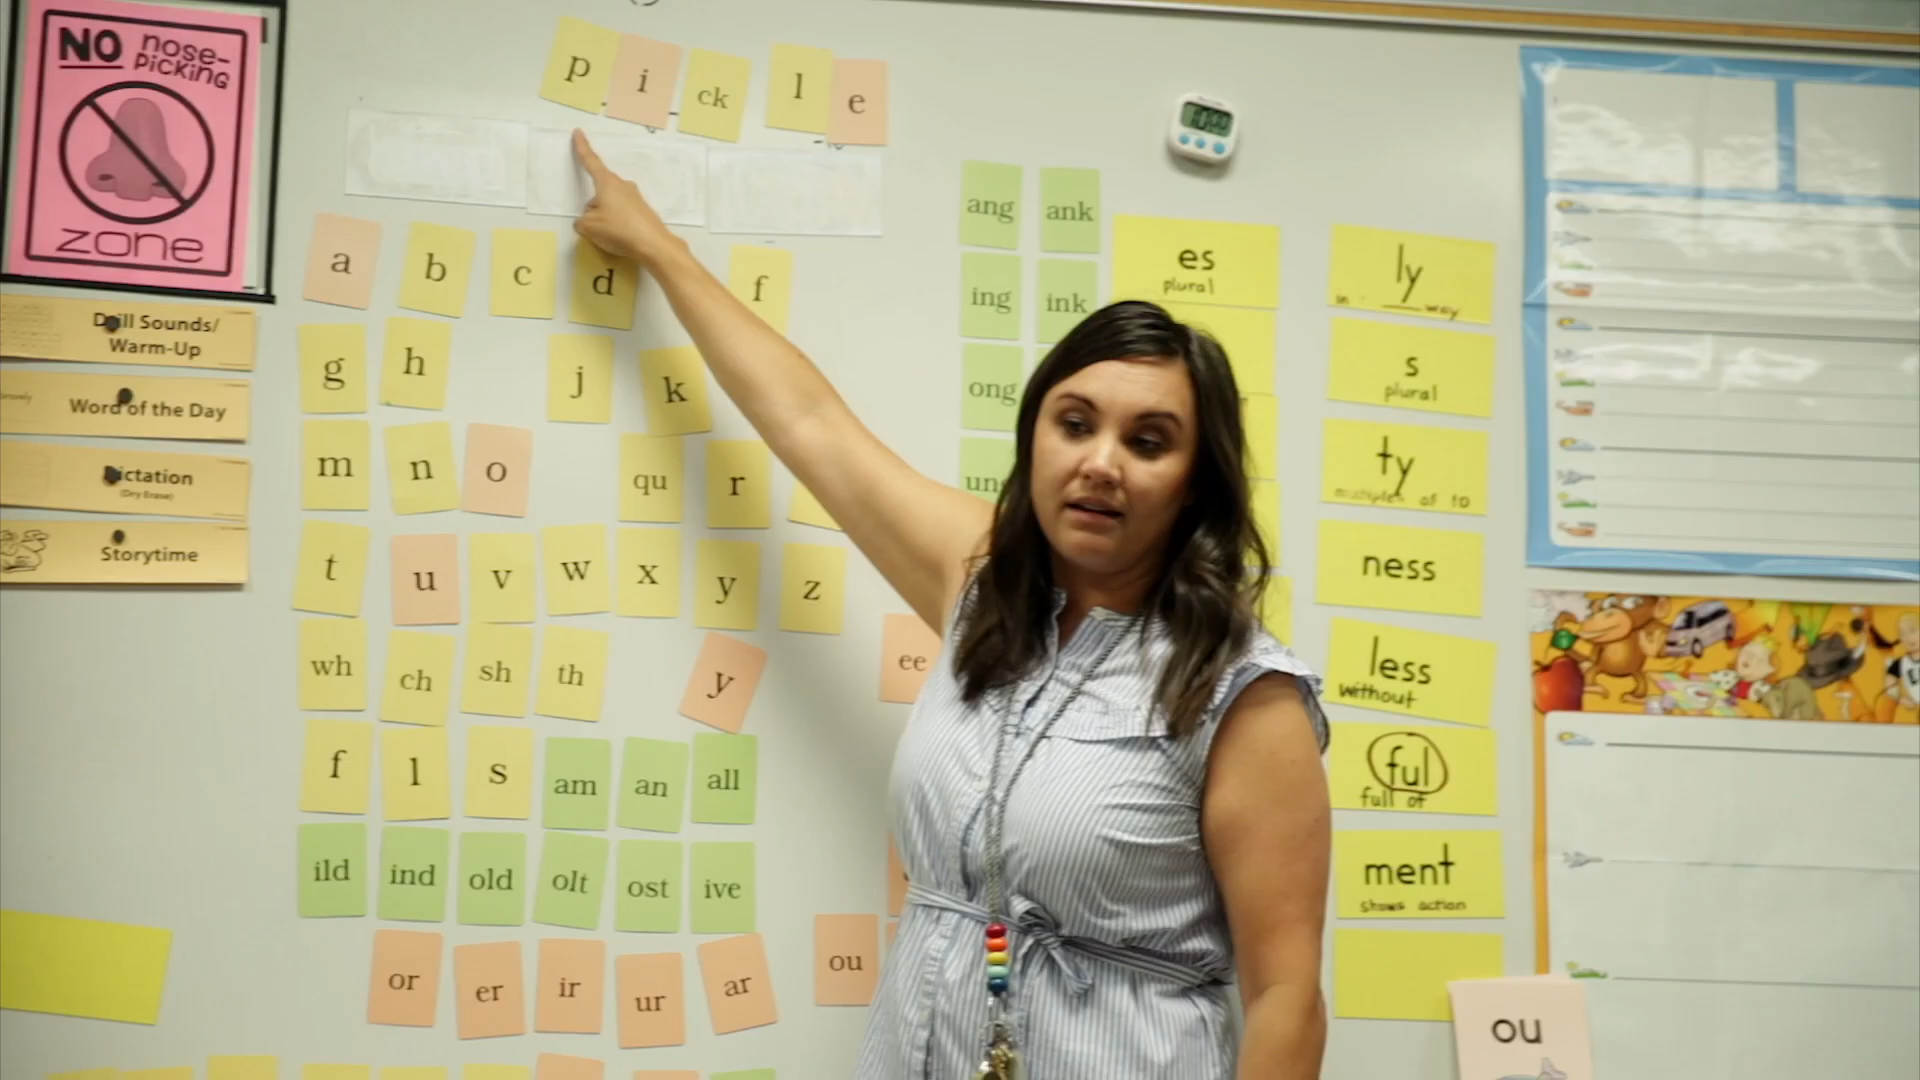 NO nose-
PicKiNg
zone
Drill Sounds/
Warm-Up
Word of the Day
Dictation
(Dry Erase)
Storytime
p i ck l e
a b c d f
g h j k
m n o qu r
t u v w x y z
wh ch sh th y ee
f l s am an all
ild ind old olt ost ive
or er ir ur ar ou
ang ank
ing ink
ong
es
plural
ly
in way
s
plural
ty
multiples of 10
ness
less
without
ful
full of
ment
shows action
ou